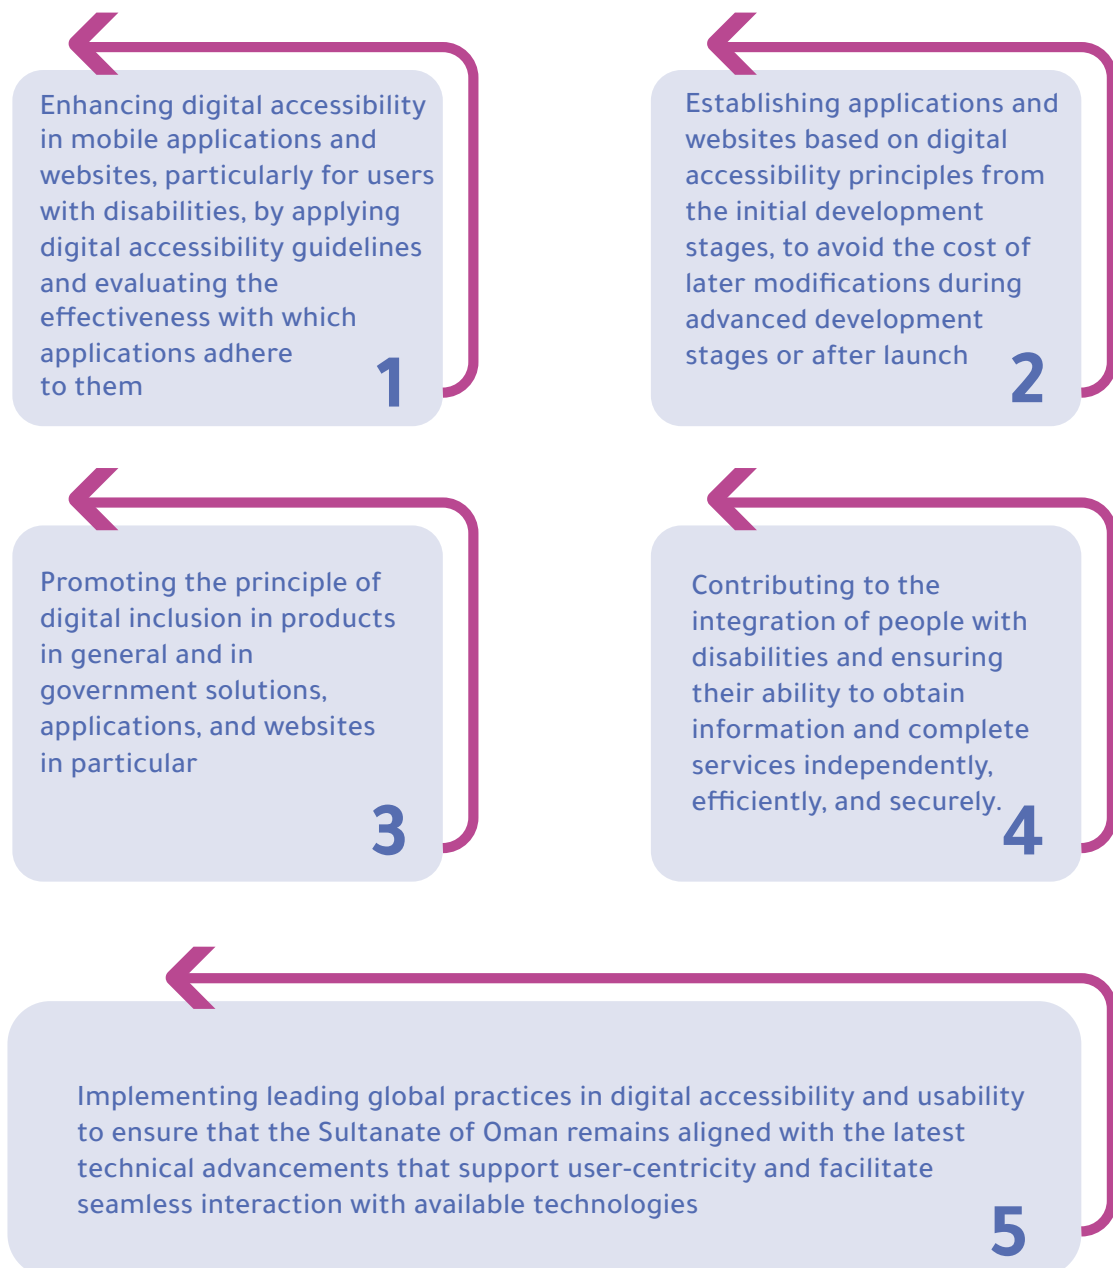 Enhancing digital accessibility
in mobile applications and
websites, particularly for users
with disabilities, by applying
digital accessibility guidelines
and evaluating the
effectiveness with which
applications adhere
to them
1
Establishing applications and
websites based on digital
accessibility principles from
the initial development
stages, to avoid the cost of
later modifications during
advanced development
stages or after launch
2
Promoting the principle of
digital inclusion in products
in general and in
government solutions,
applications, and websites
in particular
3
Contributing to the
integration of people with
disabilities and ensuring
their ability to obtain
information and complete
services independently,
efficiently, and securely.
4
Implementing leading global practices in digital accessibility and usability
to ensure that the Sultanate of Oman remains aligned with the latest
technical advancements that support user-centricity and facilitate
seamless interaction with available technologies
5